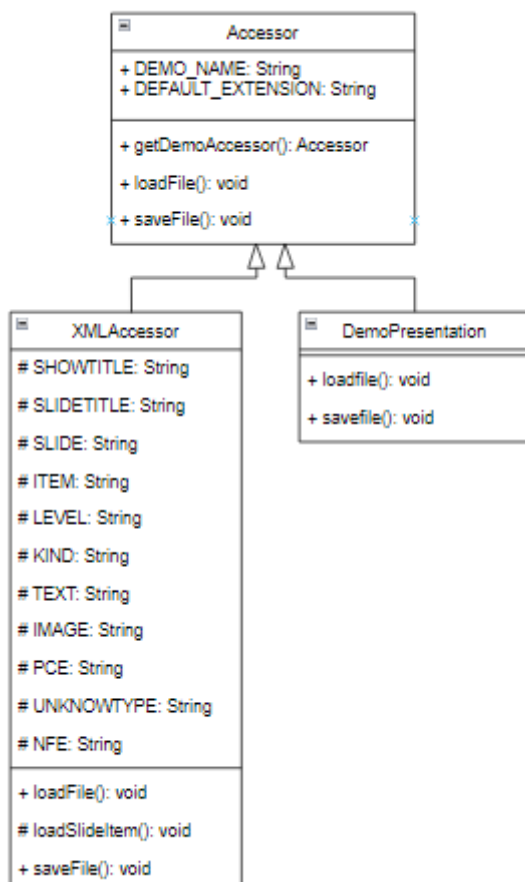 Accessor
+ DEMO_NAME: String
+ DEFAULT_EXTENSION: String
+ getDemoAccessor(): Accessor
+ loadFile(): void
+ saveFile(): void
XMLAccessor
# SHOWTITLE: String
# SLIDETITLE: String
# SLIDE: String
# ITEM: String
# LEVEL: String
# KIND: String
# TEXT: String
# IMAGE: String
# PCE: String
# UNKNOWTYPE: String
# NFE: String
+ loadFile(): void
# loadSlideItem(): void
+ saveFile(): void
DemoPresentation
+ loadfile(): void
+ savefile(): void